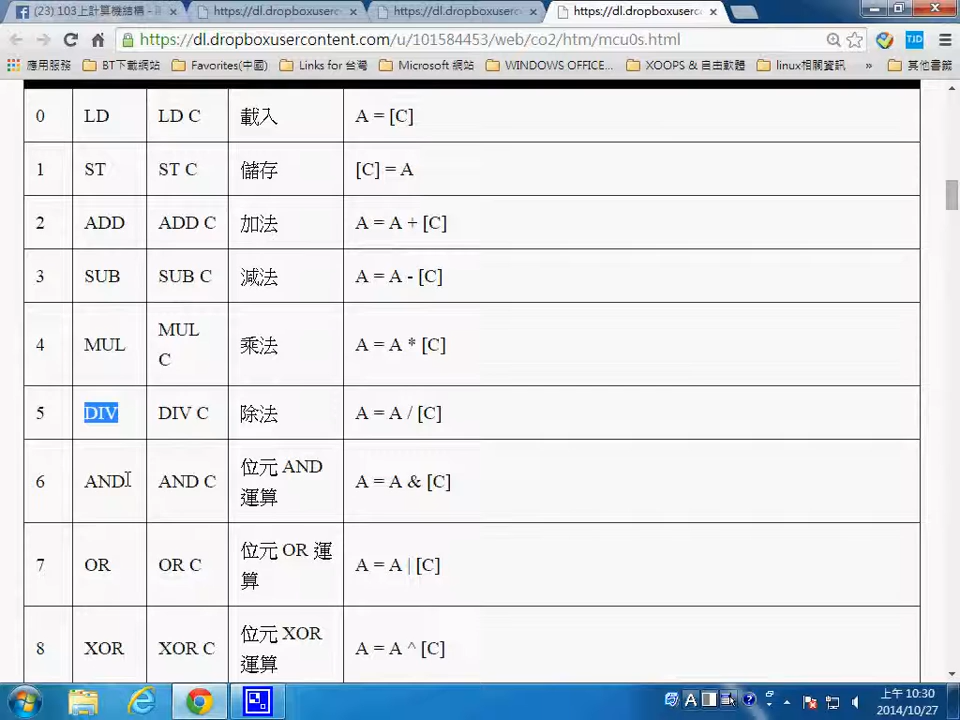 (23) 103上計算機結構 -
https://dl.dropboxuserc
https://dl.dropboxuserc
https://dl.dropboxuserc
https://dl.dropboxusercontent.com/u/101584453/web/co2/htm/mcu0s.html
應用服務 BT下載網站 Favorites(中國) Links for 台灣 Microsoft 網站 WINDOWS OFFICE... XOOPS & 自由軟體 linux相關資訊 » 其他書籤
0 LD LD C 載入 A = [C]
1 ST ST C 儲存 [C] = A
2 ADD ADD C 加法 A = A + [C]
3 SUB SUB C 減法 A = A - [C]
4 MUL MUL C 乘法 A = A * [C]
5 DIV DIV C 除法 A = A / [C]
6 AND AND C 位元 AND 運算 A = A & [C]
7 OR OR C 位元 OR 運算 A = A | [C]
8 XOR XOR C 位元 XOR 運算 A = A ^ [C]
A
上午 10:30
2014/10/27